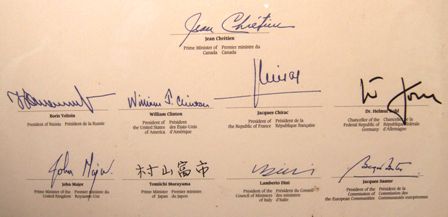 Jean Chrétien
Jean Chrétien
Prime Minister of Premier ministre du
Canada Canada
William J. Clinton
Boris Yeltsin William Clinton Jacques Chirac Dr. Helmut Kohl
President of Russia Président de la Russie
President of Président des
the United States États-Unis
of America d'Amérique
President of Président de la
the Republic of France République française
Chancellor of the Chancelier de la
Federal Republic of République fédérale
Germany d'Allemagne
John Major 村山富市
John Major Tomiichi Murayama Lamberto Dini Jacques Santer
Prime Minister of the Premier ministre du
United Kingdom Royaume-Uni
Prime Minister Premier ministre
of Japan du Japon
President of the Président du Conseil
Council of Ministers des ministres
of Italy d'Italie
President of the Président de la
Commission of Commission des
the European Communities Communautés européennes